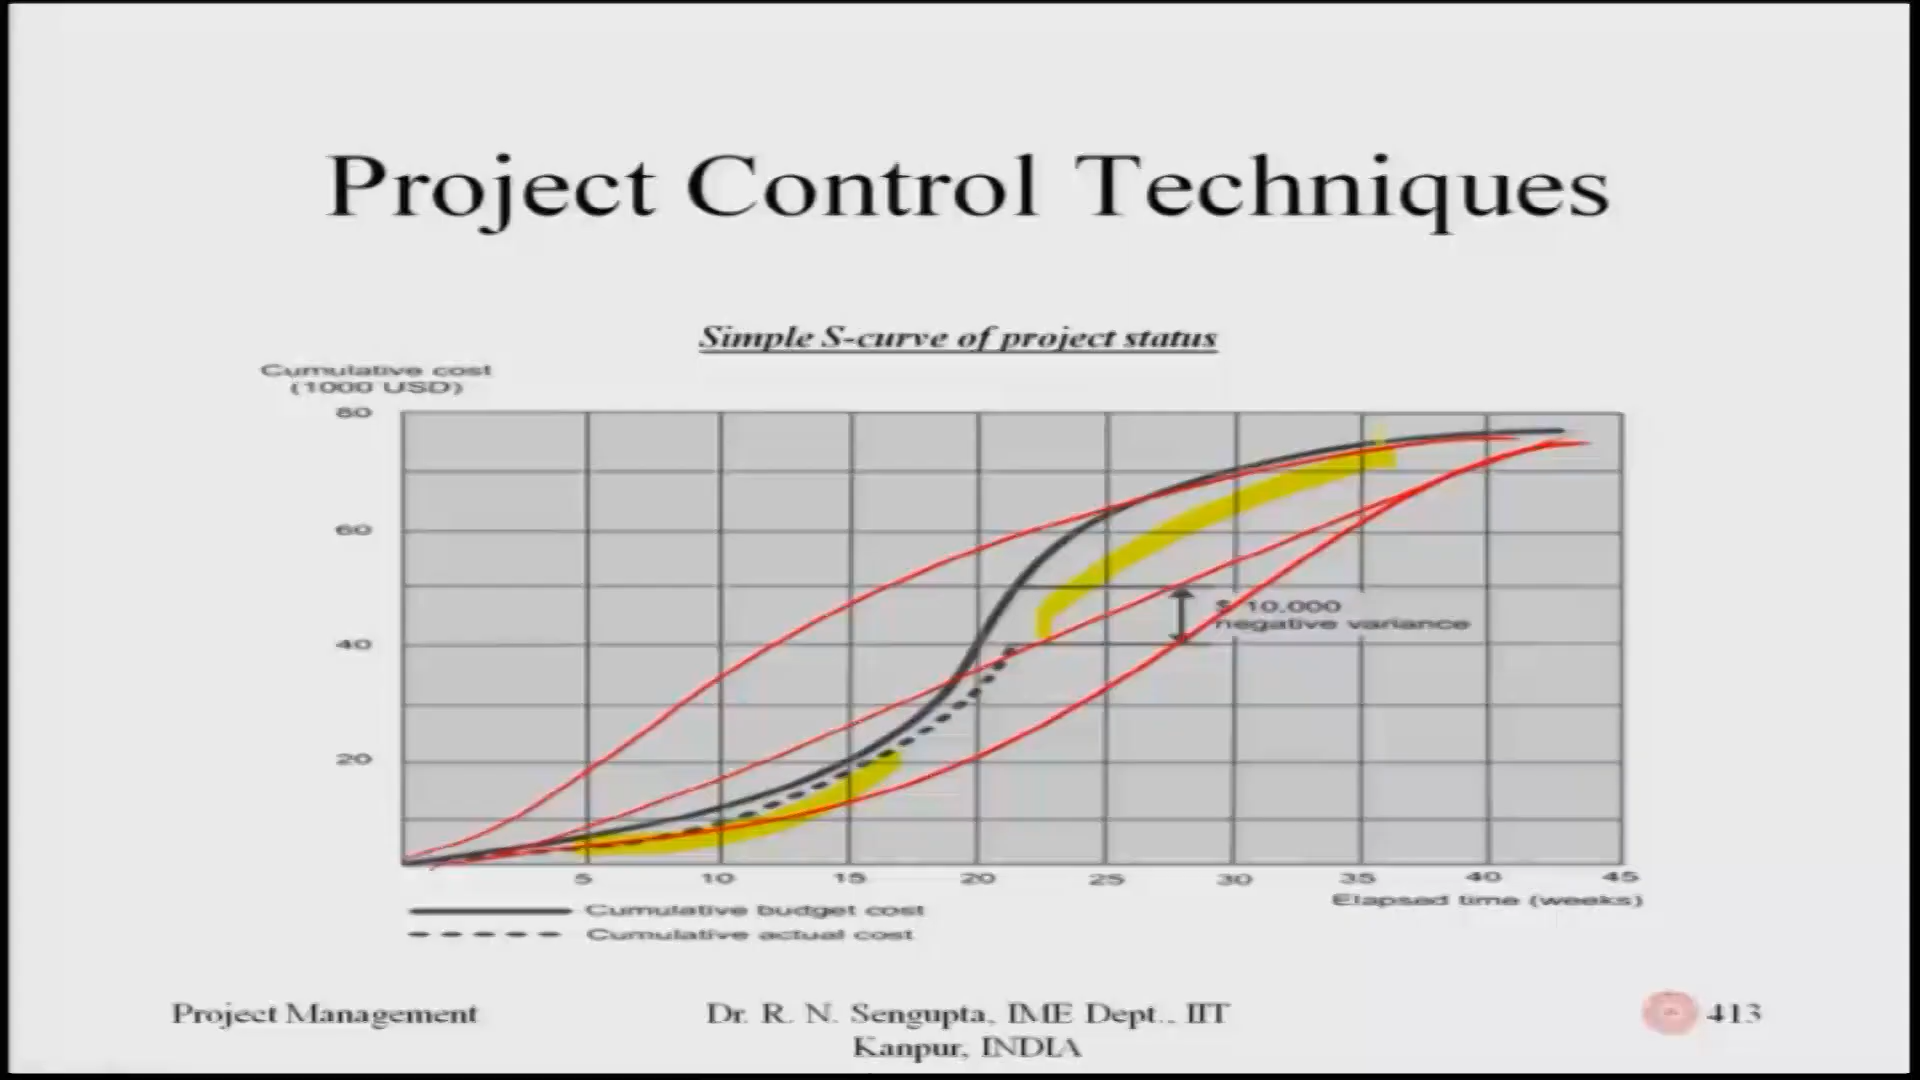 Project Control Techniques
Simple S-curve of project status
Cumulative cost
(1000 USD)
80
60
40
20
$ 10.000
negative variance
5 10 15 20 25 30 35 40 45
Elapsed time (weeks)
Cumulative budget cost
Cumulative actual cost
Project Management
Dr. R. N. Sengupta, IME Dept., IIT
Kanpur, INDIA
413